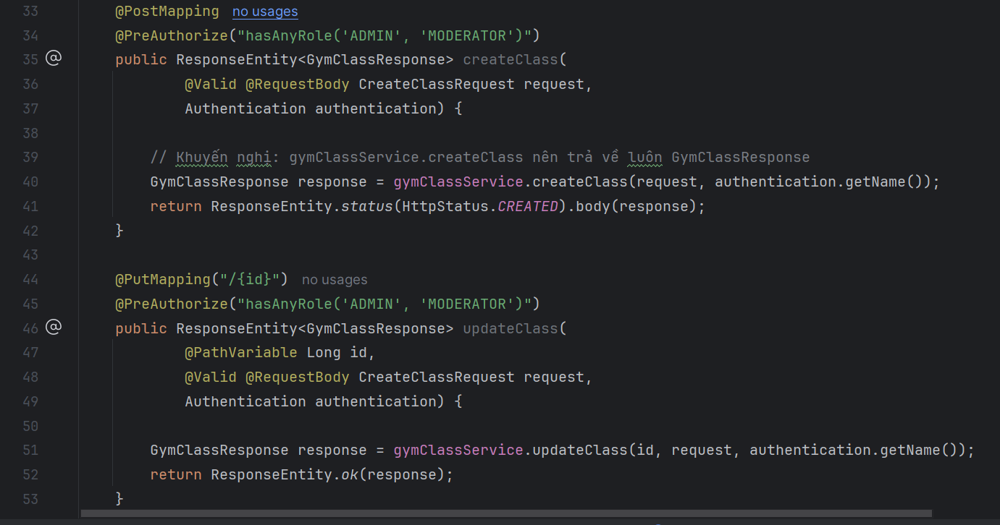 33 @PostMapping no usages
34 @PreAuthorize("hasAnyRole('ADMIN', 'MODERATOR')")
35 public ResponseEntity<GymClassResponse> createClass(
36 @Valid @RequestBody CreateClassRequest request,
37 Authentication authentication) {
38
39 // Khuyến nghị: gymClassService.createClass nên trả về luôn GymClassResponse
40 GymClassResponse response = gymClassService.createClass(request, authentication.getName());
41 return ResponseEntity.status(HttpStatus.CREATED).body(response);
42 }
43
44 @PutMapping("/{id}") no usages
45 @PreAuthorize("hasAnyRole('ADMIN', 'MODERATOR')")
46 public ResponseEntity<GymClassResponse> updateClass(
47 @PathVariable Long id,
48 @Valid @RequestBody CreateClassRequest request,
49 Authentication authentication) {
50
51 GymClassResponse response = gymClassService.updateClass(id, request, authentication.getName());
52 return ResponseEntity.ok(response);
53 }